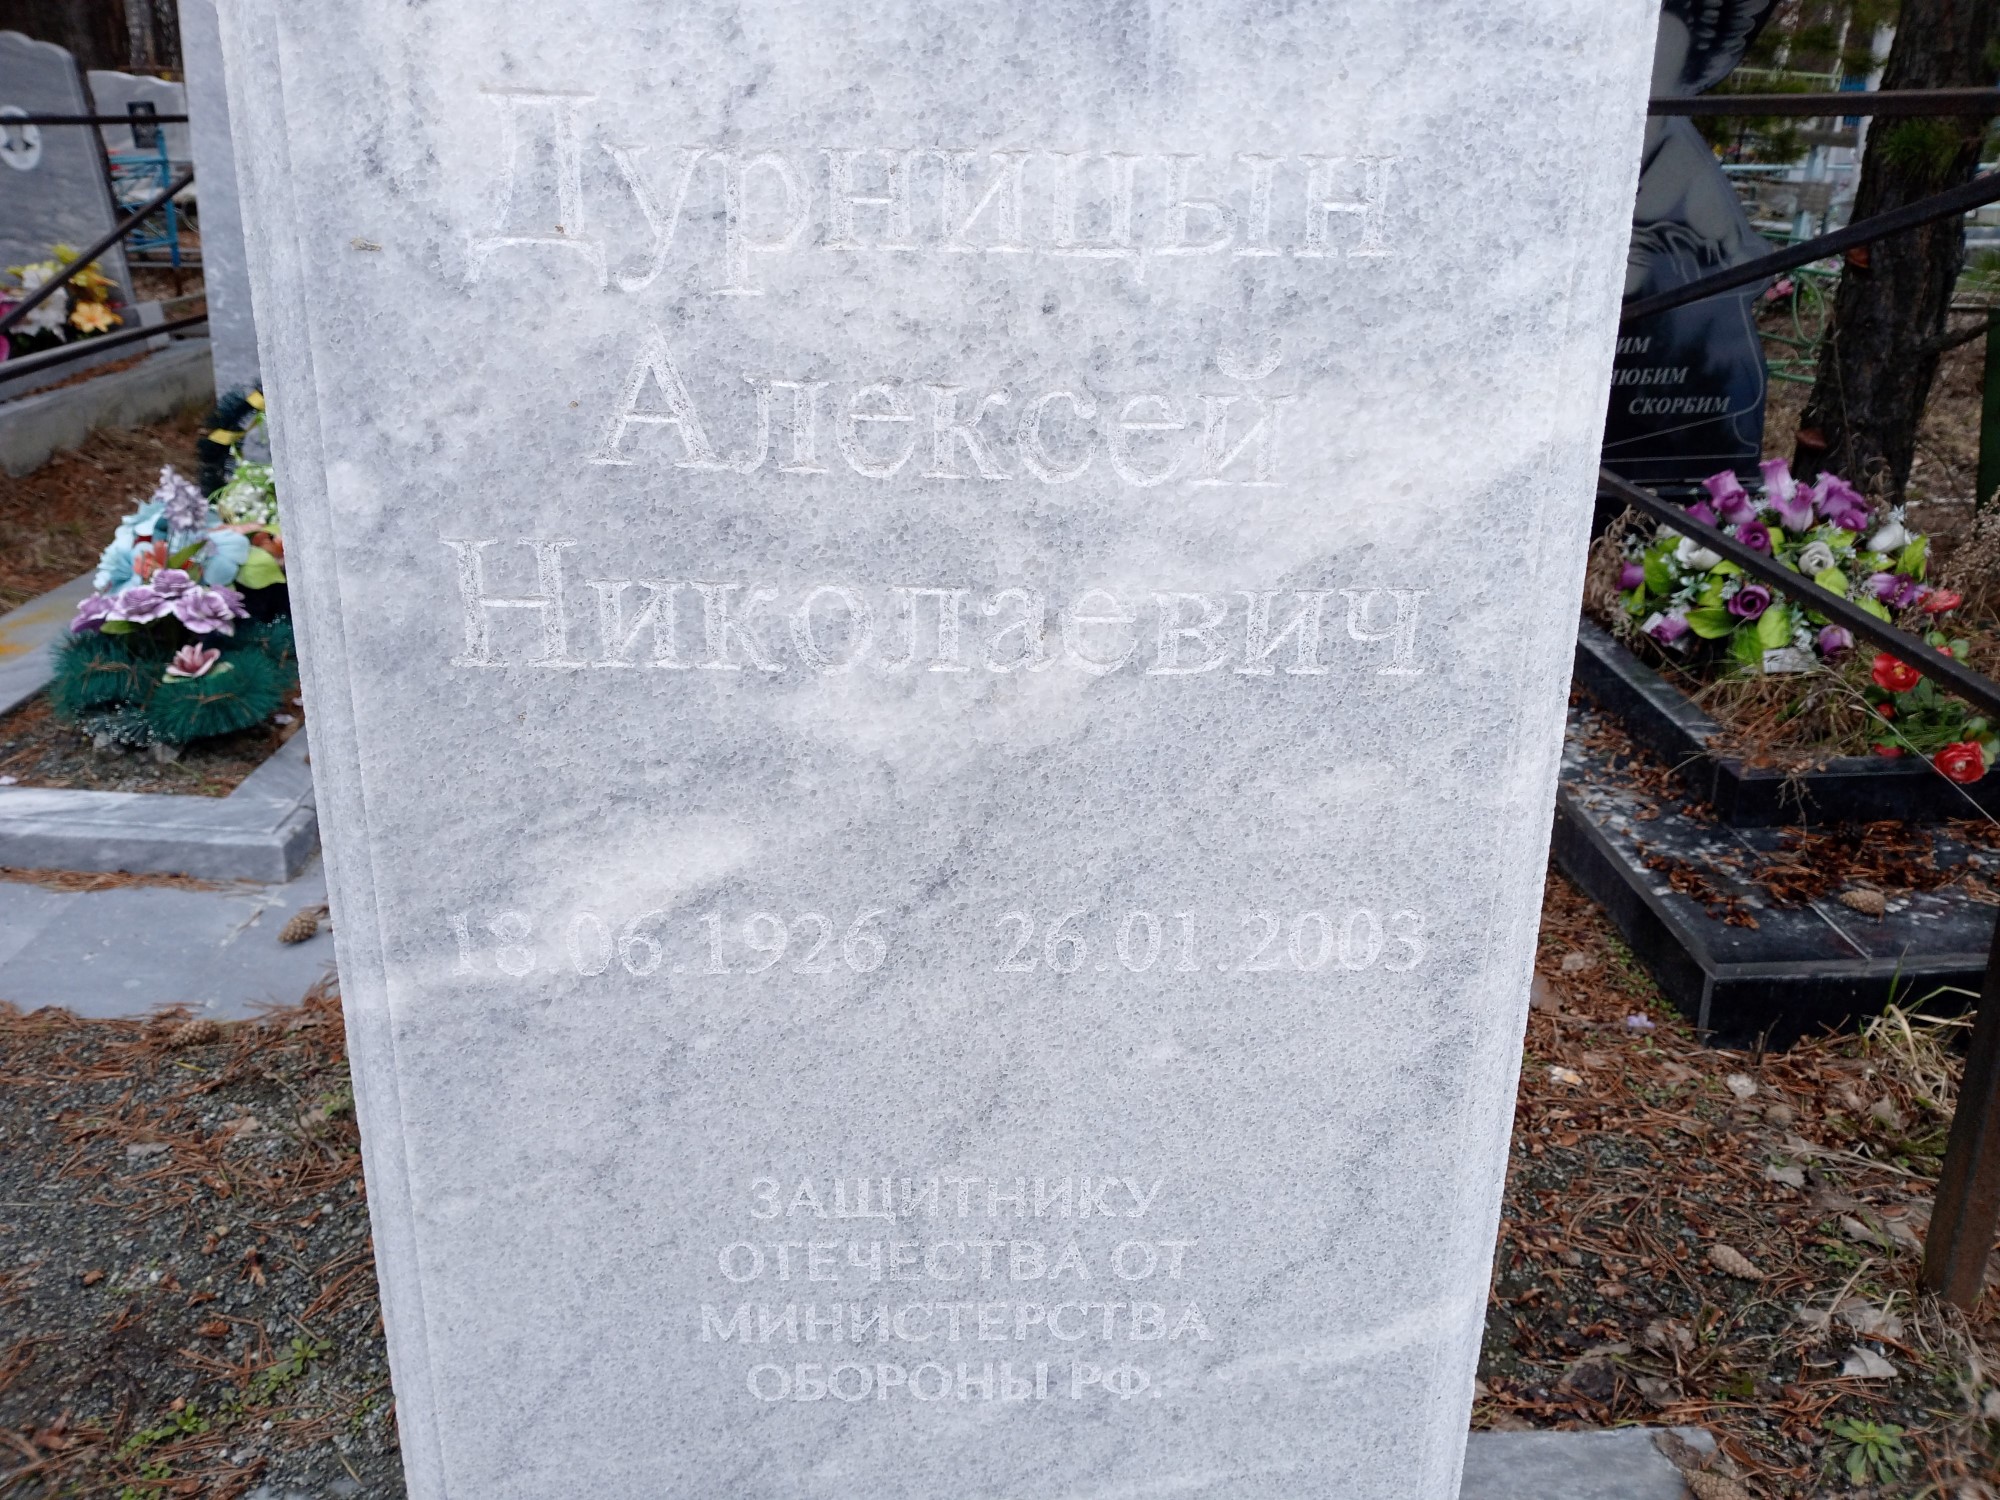 Дурницын
Алексей
Николаевич
18.06.1926 26.01.2003
ЗАЩИТНИКУ
ОТЕЧЕСТВА ОТ
МИНИСТЕРСТВА
ОБОРОНЫ РФ.
СКОРБИМ